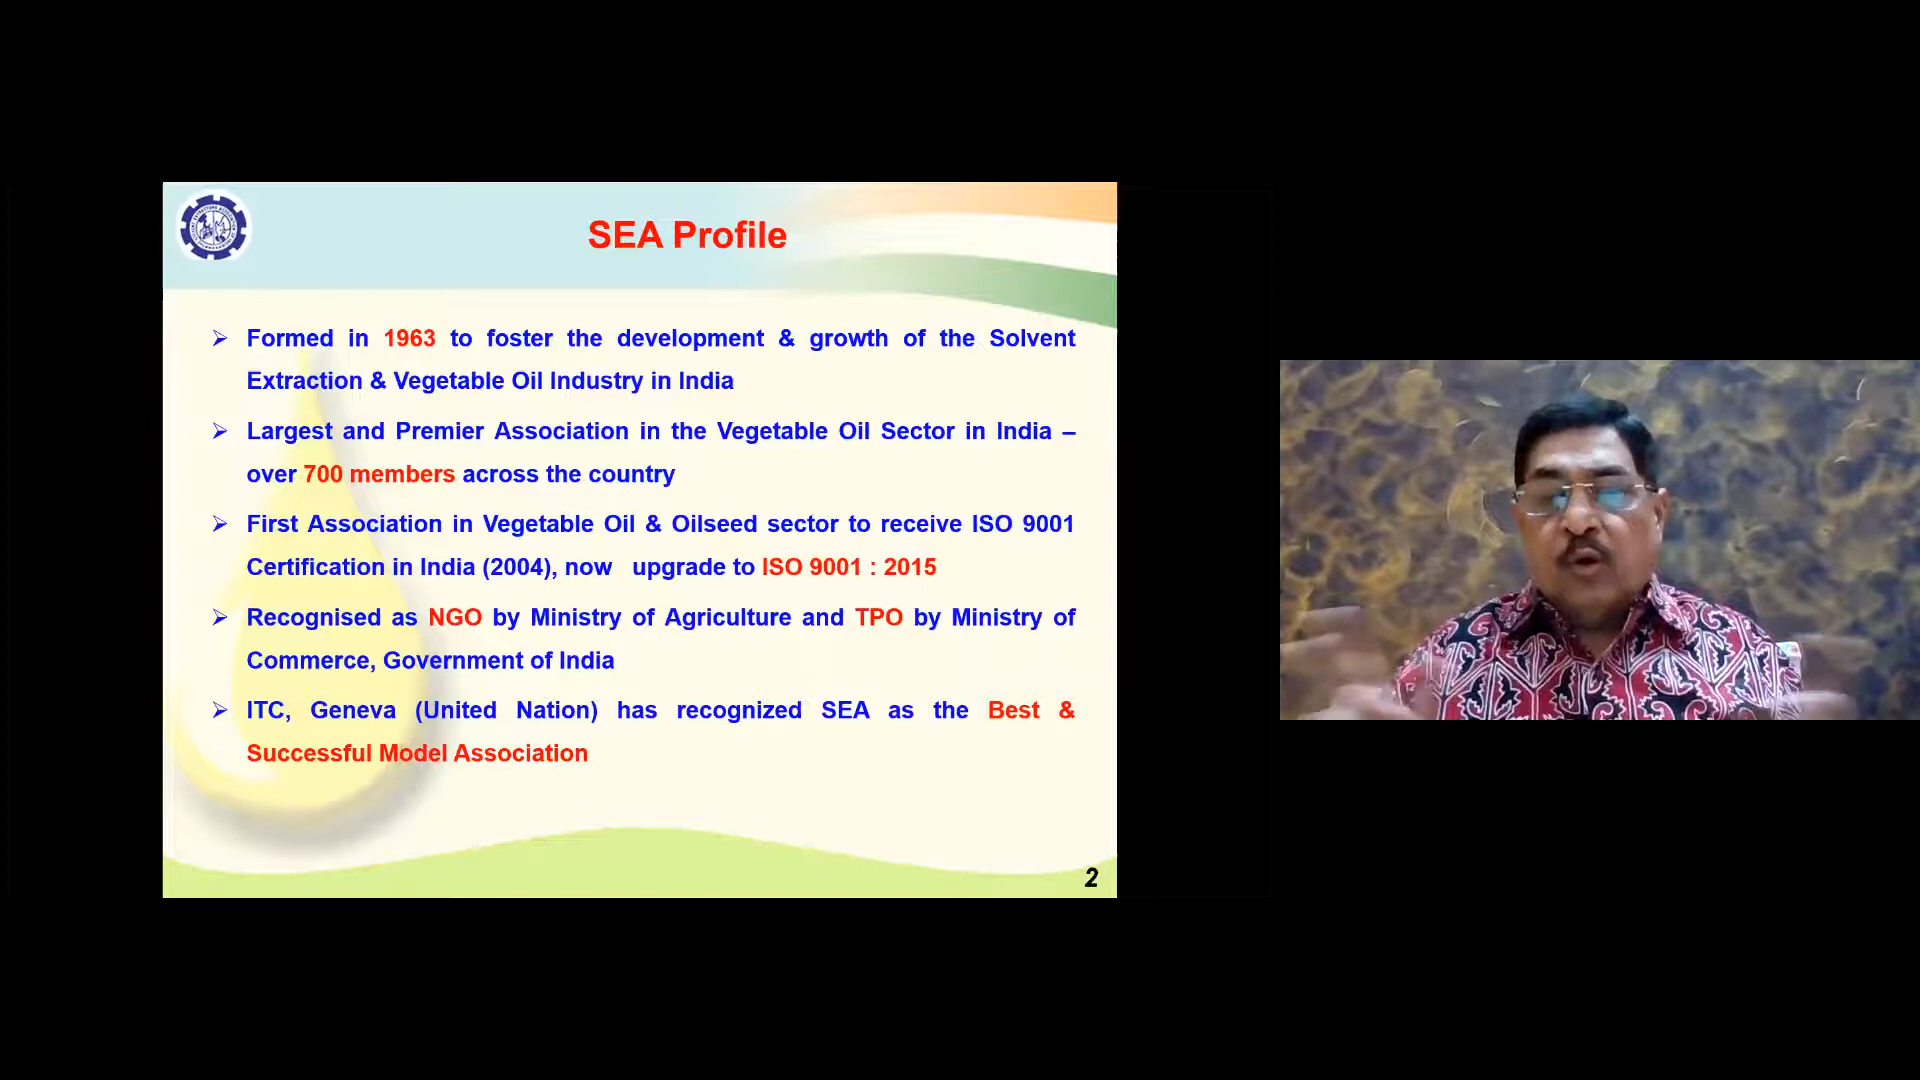 SEA Profile
Formed in 1963 to foster the development & growth of the Solvent
Extraction & Vegetable Oil Industry in India
Largest and Premier Association in the Vegetable Oil Sector in India –
over 700 members across the country
First Association in Vegetable Oil & Oilseed sector to receive ISO 9001
Certification in India (2004), now upgrade to ISO 9001 : 2015
Recognised as NGO by Ministry of Agriculture and TPO by Ministry of
Commerce, Government of India
ITC, Geneva (United Nation) has recognized SEA as the Best &
Successful Model Association
2